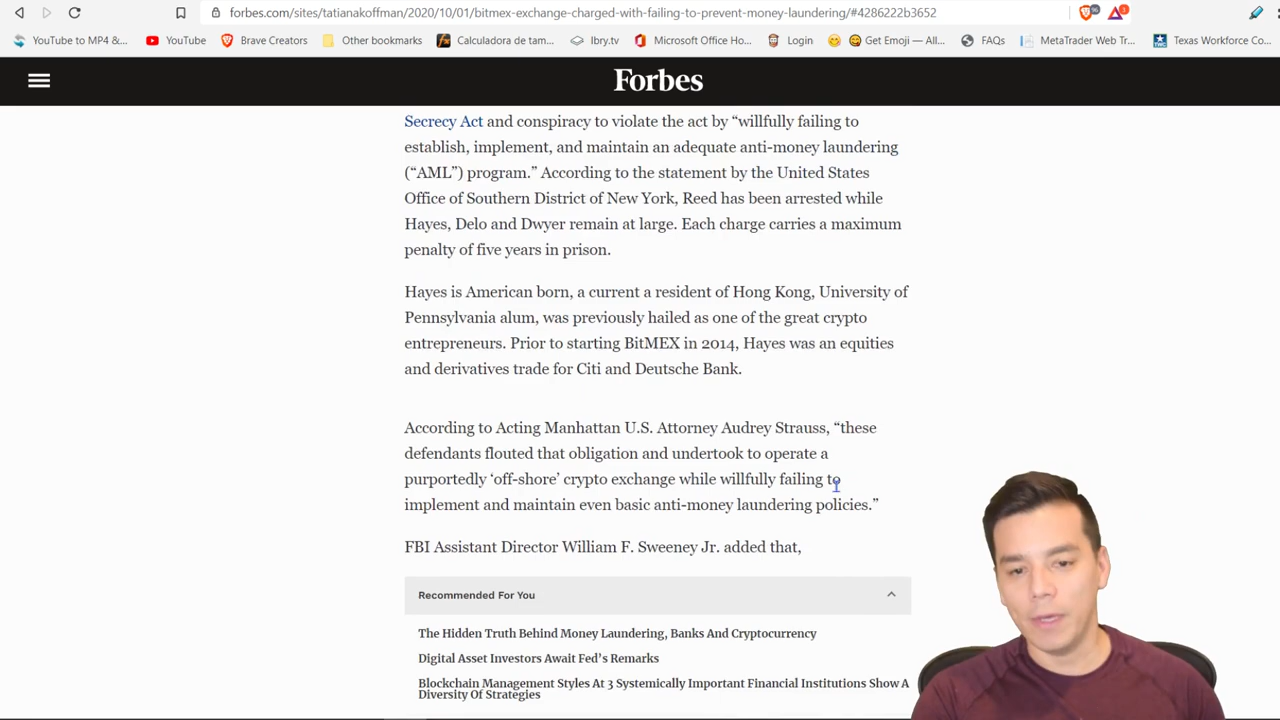 forbes.com/sites/tatianakoffman/2020/10/01/bitmex-exchange-charged-with-failing-to-prevent-money-laundering/#4286222b3652
YouTube to MP4 &... YouTube Brave Creators Other bookmarks Calculadora de tam... lbry.tv Microsoft Office Ho... Login Get Emoji — All... FAQs MetaTrader Web Tr... Texas Workforce Co...
Forbes
Secrecy Act and conspiracy to violate the act by “willfully failing to
establish, implement, and maintain an adequate anti-money laundering
(“AML”) program.” According to the statement by the United States
Office of Southern District of New York, Reed has been arrested while
Hayes, Delo and Dwyer remain at large. Each charge carries a maximum
penalty of five years in prison.
Hayes is American born, a current a resident of Hong Kong, University of
Pennsylvania alum, was previously hailed as one of the great crypto
entrepreneurs. Prior to starting BitMEX in 2014, Hayes was an equities
and derivatives trade for Citi and Deutsche Bank.
According to Acting Manhattan U.S. Attorney Audrey Strauss, “these
defendants flouted that obligation and undertook to operate a
purportedly ‘off-shore’ crypto exchange while willfully failing to
implement and maintain even basic anti-money laundering policies.”
FBI Assistant Director William F. Sweeney Jr. added that,
Recommended For You
The Hidden Truth Behind Money Laundering, Banks And Cryptocurrency
Digital Asset Investors Await Fed’s Remarks
Blockchain Management Styles At 3 Systemically Important Financial Institutions Show A
Diversity Of Strategies